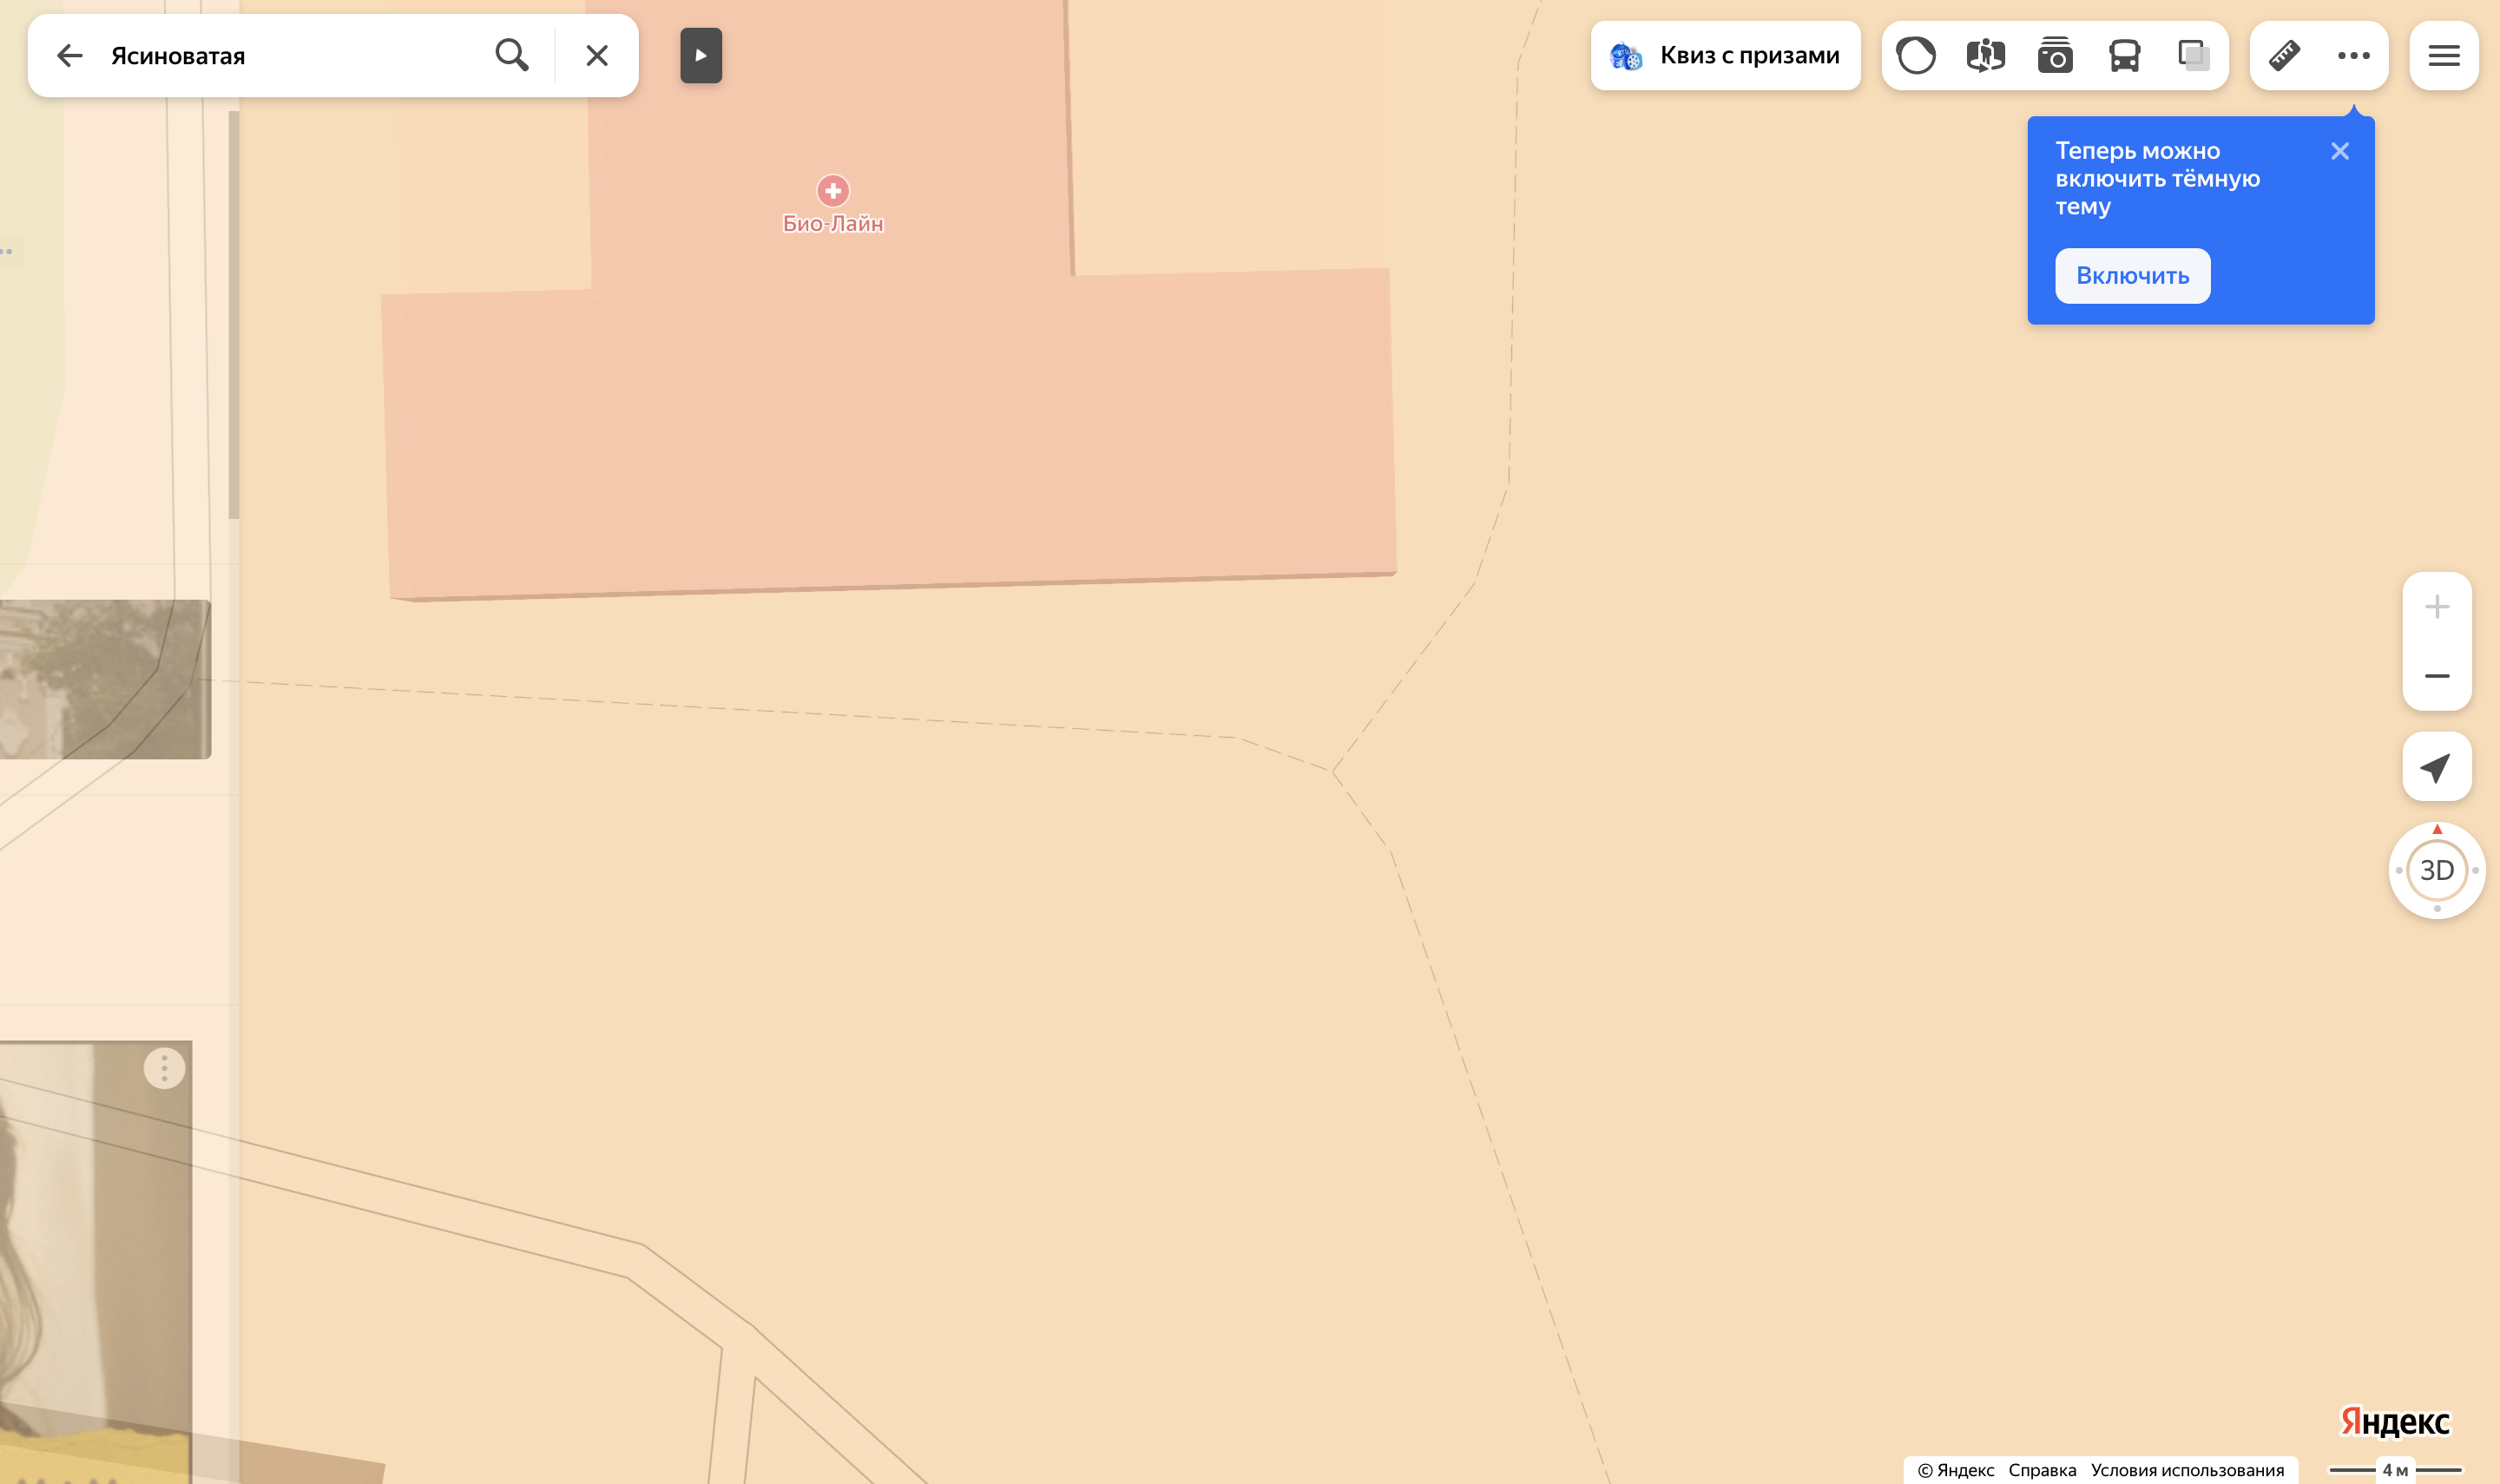 Ясиноватая
Квиз с призами
Теперь можно
включить тёмную
тему
Включить
Био-Лайн
3D
Яндекс
© Яндекс Справка Условия использования
4 м